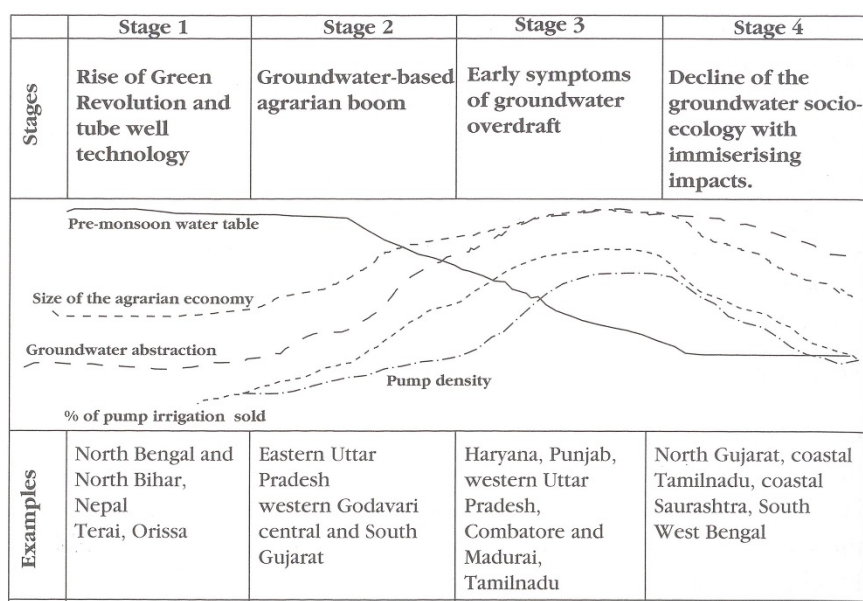 Stage 1
Stage 2
Stage 3
Stage 4
Stages
Rise of Green
Revolution and
tube well
technology
Groundwater-based
agrarian boom
Early symptoms
of groundwater
overdraft
Decline of the
groundwater socio-
ecology with
immiserising
impacts.
Pre-monsoon water table
Size of the agrarian economy
Groundwater abstraction
Pump density
% of pump irrigation sold
Examples
North Bengal and
North Bihar,
Nepal
Terai, Orissa
Eastern Uttar
Pradesh
western Godavari
central and South
Gujarat
Haryana, Punjab,
western Uttar
Pradesh,
Combatore and
Madurai,
Tamilnadu
North Gujarat, coastal
Tamilnadu, coastal
Saurashtra, South
West Bengal